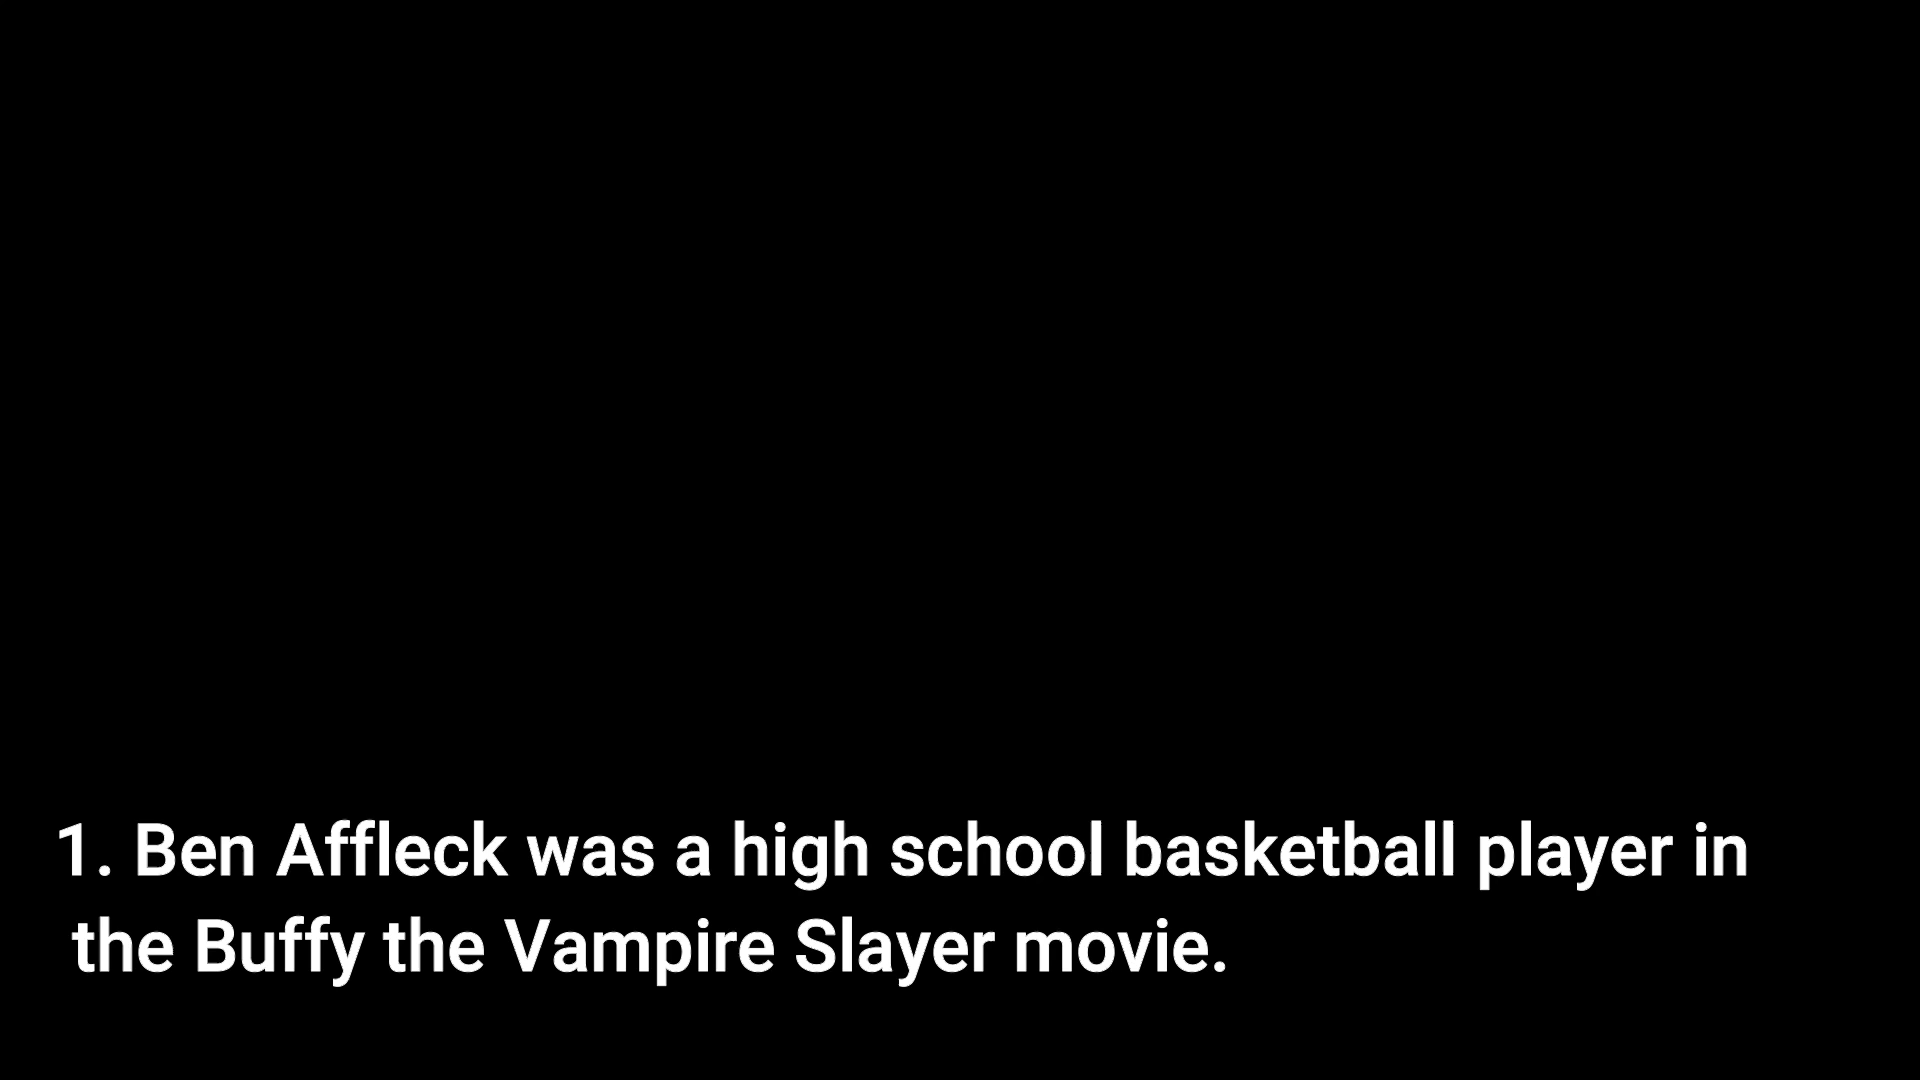 1. Ben Affleck was a high school basketball player in
the Buffy the Vampire Slayer movie.